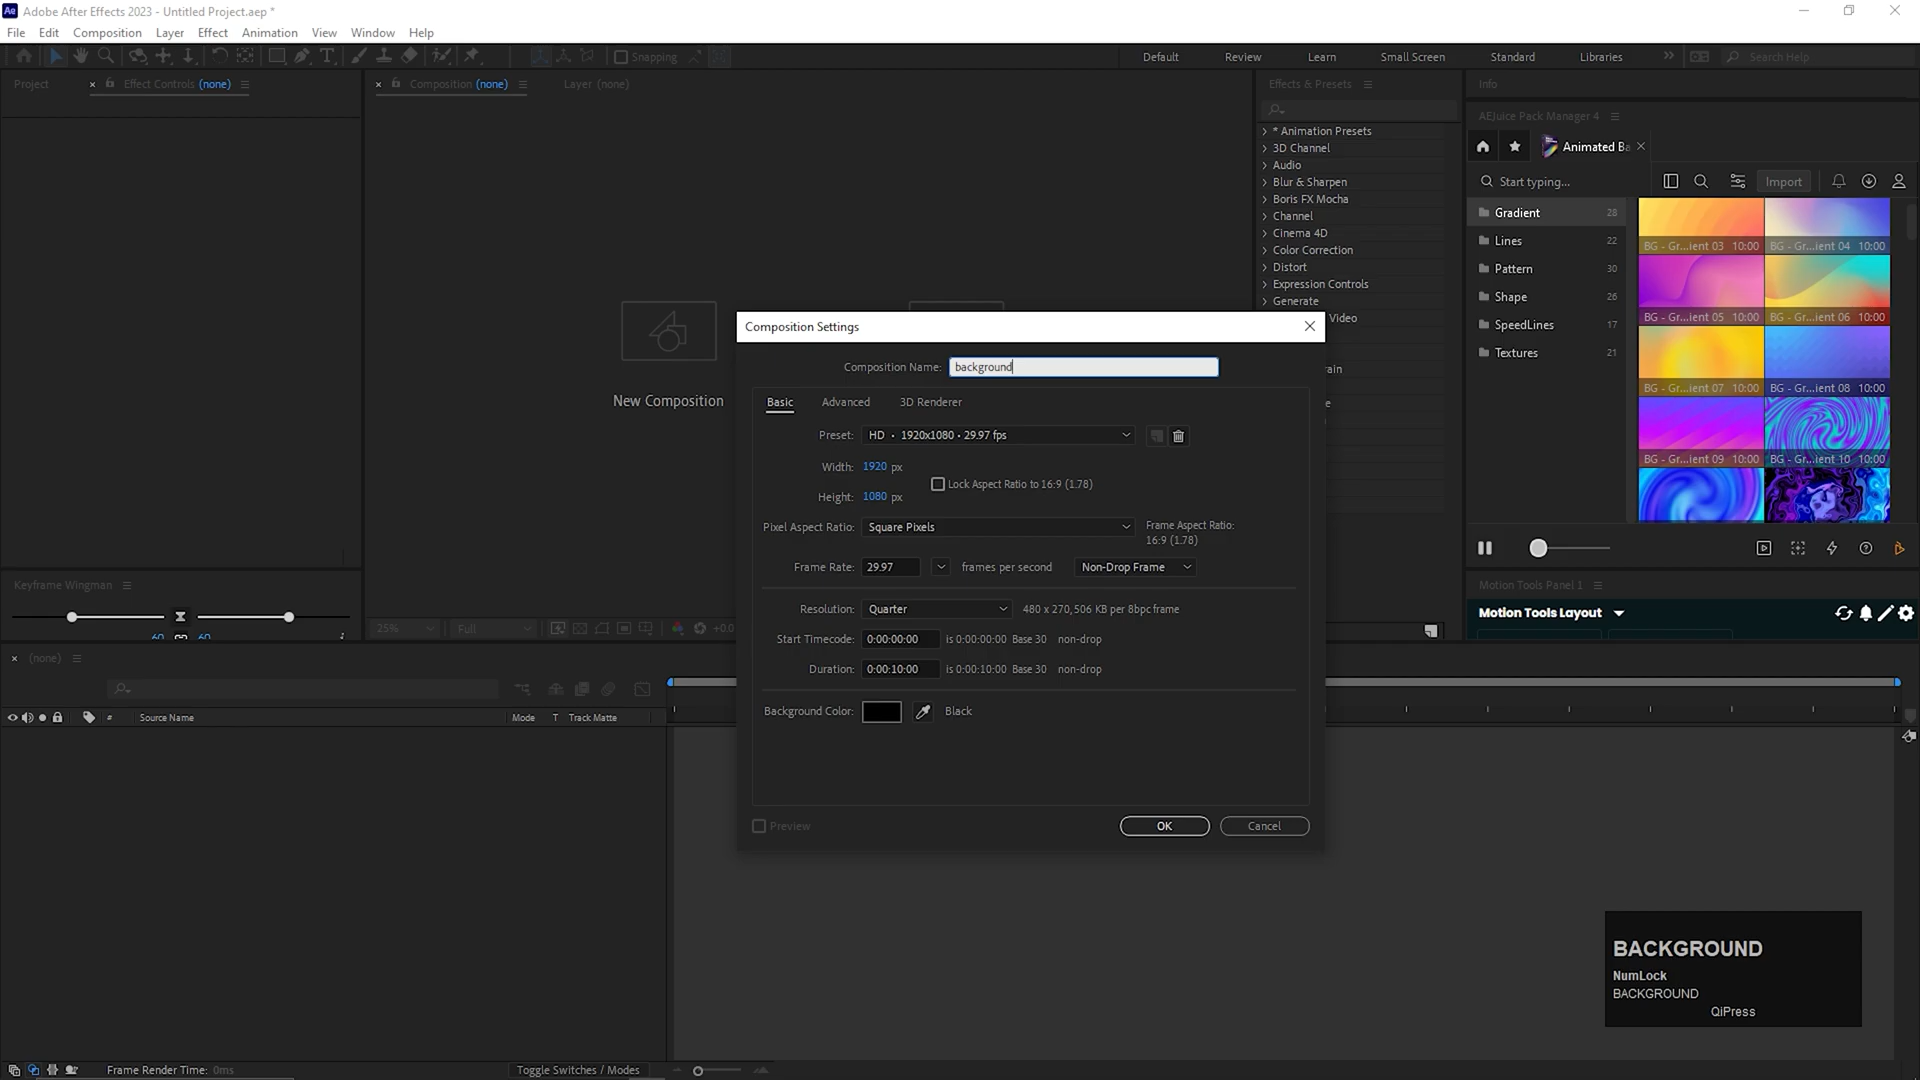 Adobe After Effects 2023 - Untitled Project.aep *
File Edit Composition Layer Effect Animation View Window Help
Snapping
Default Review Learn Small Screen Standard Libraries Search Help
Project Effect Controls (none)
Composition (none) Layer (none)
Effects & Presets
* Animation Presets
3D Channel
Audio
Blur & Sharpen
Boris FX Mocha
Channel
Cinema 4D
Color Correction
Distort
Expression Controls
Generate
Video
New Composition
Info
AEJuice Pack Manager 4
Animated Ba
Start typing...
Import
Gradient 28
Lines 22
Pattern 30
Shape 26
SpeedLines 17
Textures 21
BG - Gr...ient 03 10:00 BG - Gr...ient 04 10:00
BG - Gr...ient 05 10:00 BG - Gr...ient 06 10:00
BG - Gr...ient 07 10:00 BG - Gr...ient 08 10:00
BG - Gr...ient 09 10:00 BG - Gr...ient 10 10:00
Motion Tools Panel 1
Motion Tools Layout
Composition Settings
Composition Name: background
Basic Advanced 3D Renderer
Preset: HD • 1920x1080 • 29.97 fps
Width: 1920 px
Lock Aspect Ratio to 16:9 (1.78)
Height: 1080 px
Pixel Aspect Ratio: Square Pixels
Frame Aspect Ratio:
16:9 (1.78)
Frame Rate: 29.97 frames per second Non-Drop Frame
Resolution: Quarter 480 x 270, 506 KB per 8bpc frame
Start Timecode: 0:00:00:00 is 0:00:00:00 Base 30 non-drop
Duration: 0:00:10:00 is 0:00:10:00 Base 30 non-drop
Background Color: Black
Preview OK Cancel
Keyframe Wingman
60 60
25% Full +0.0
(none)
# Source Name Mode T Track Matte
BACKGROUND
NumLock
BACKGROUND
QiPress
Frame Render Time: 0ms Toggle Switches / Modes